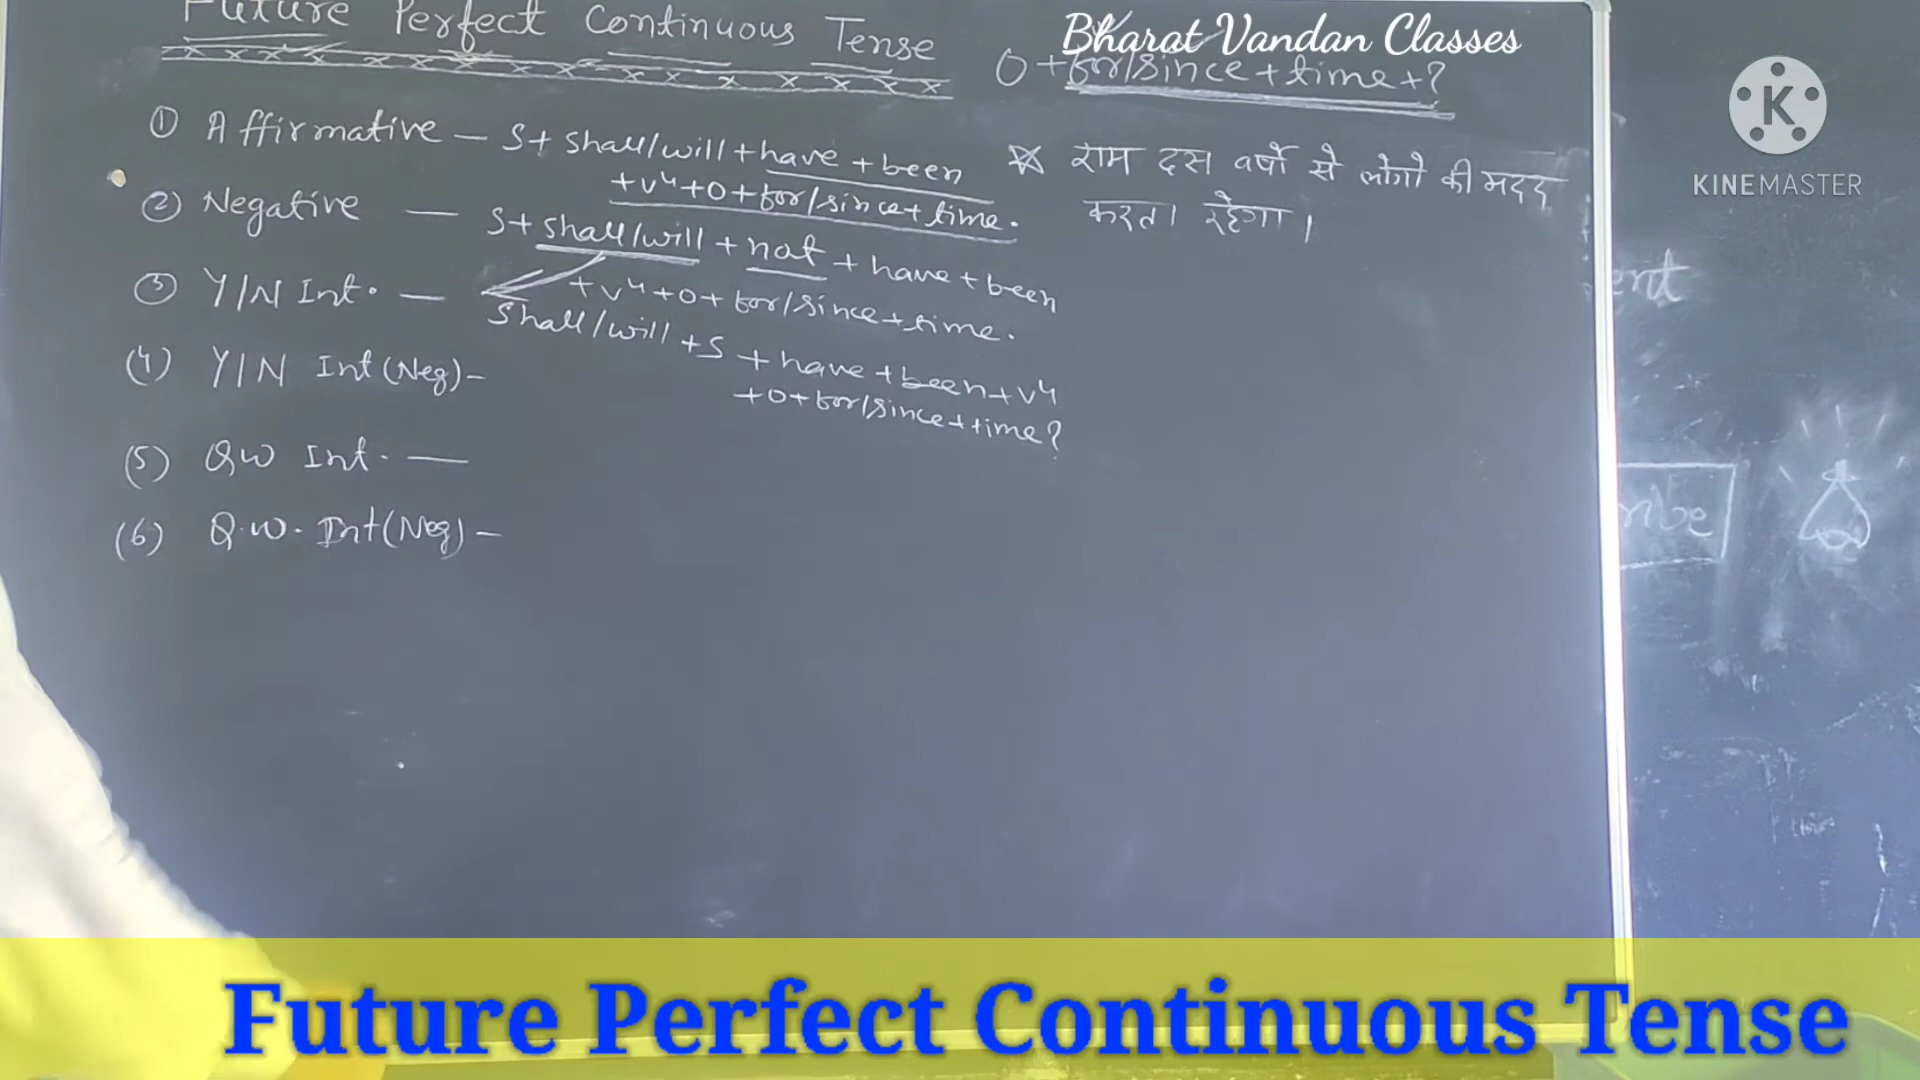 Future Perfect Continuous Tense
Bharat Vandan Classes
O+for/since+time+?
K
KINEMASTER
① Affirmative — S+ shall/will+have+been
+V⁴+O+for/since+time.
② Negative — S+shall/will+not+have+been
+V⁴+O+for/since+time.
③ Y/N Int. — Shall/will+S+have+been+V⁴
+O+for/since+time?
(4) Y/N Int(Neg)-
(5) QW Int. —
(6) Q.W. Int(Neg)-
☆ राम दस वर्षो से लोगो की मदद
करता रहेगा।
ent
Future Perfect Continuous Tense